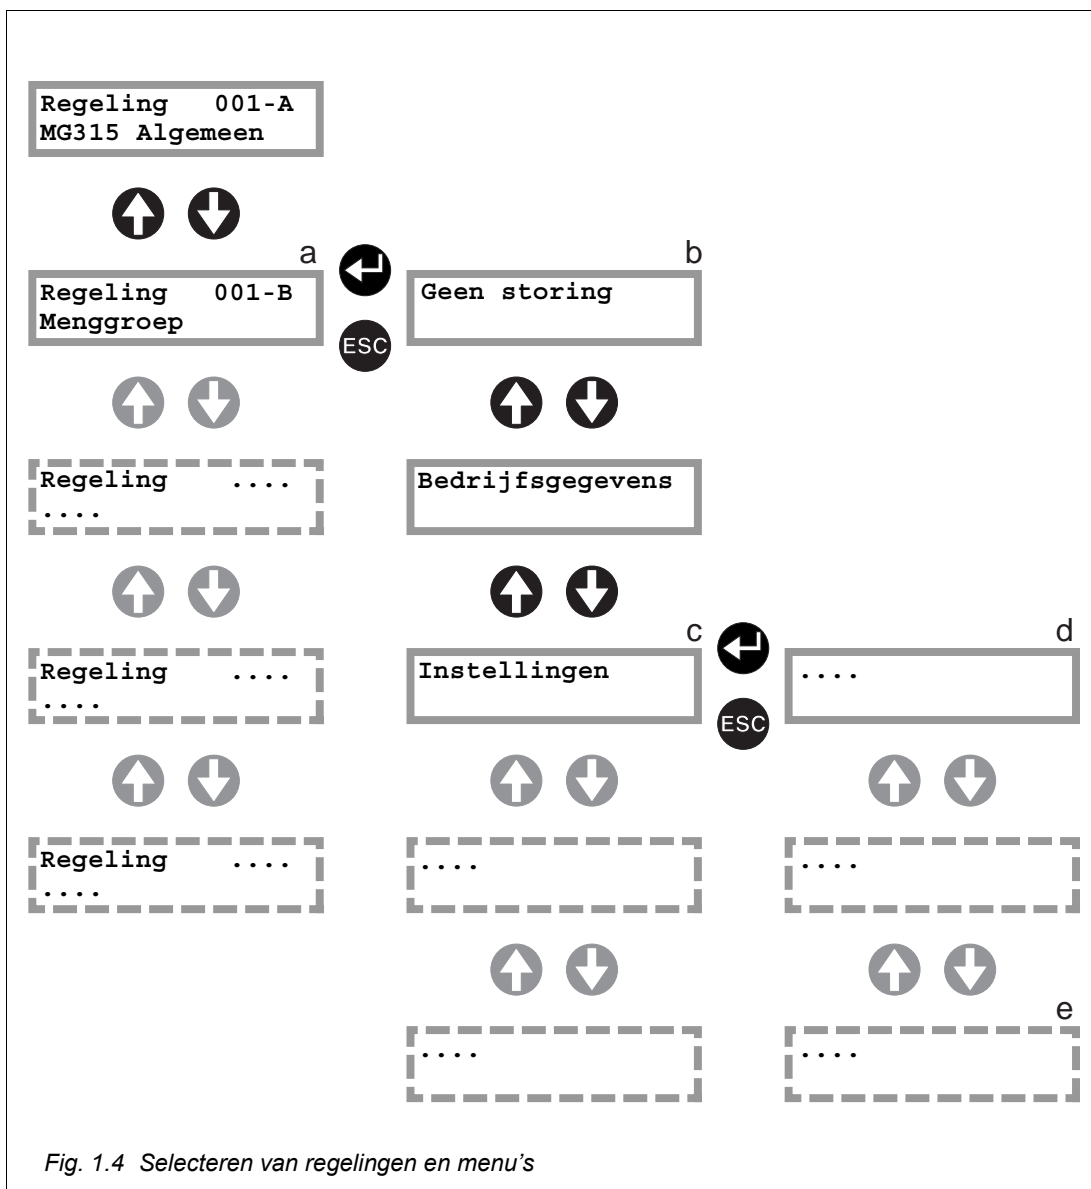 Regeling 001-A
MG315 Algemeen
a
b
Regeling 001-B
Menggroep
ESC
Geen storing
Regeling ....
....
Bedrijfsgegevens
c
d
Regeling ....
....
Instellingen
ESC
....
Regeling ....
....
....
....
e
....
....
Fig. 1.4 Selecteren van regelingen en menu's